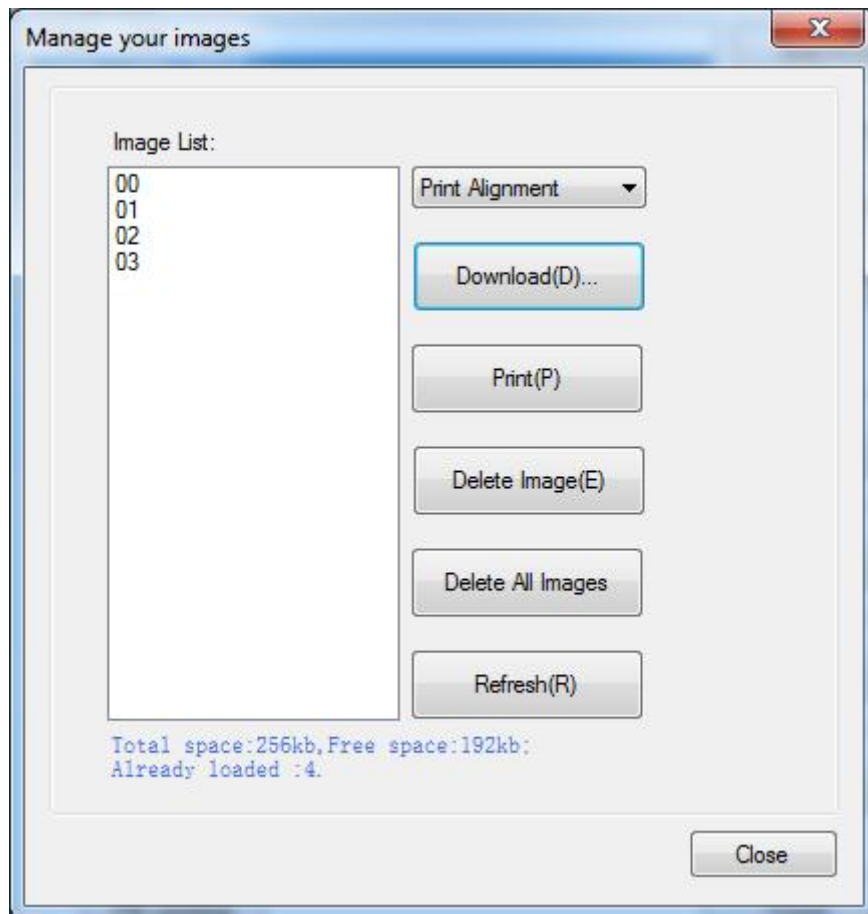 Manage your images
Image List:
00
01
02
03
Print Alignment
Download(D)...
Print(P)
Delete Image(E)
Delete All Images
Refresh(R)
Total space:256kb,Free space:192kb;
Already loaded :4.
Close